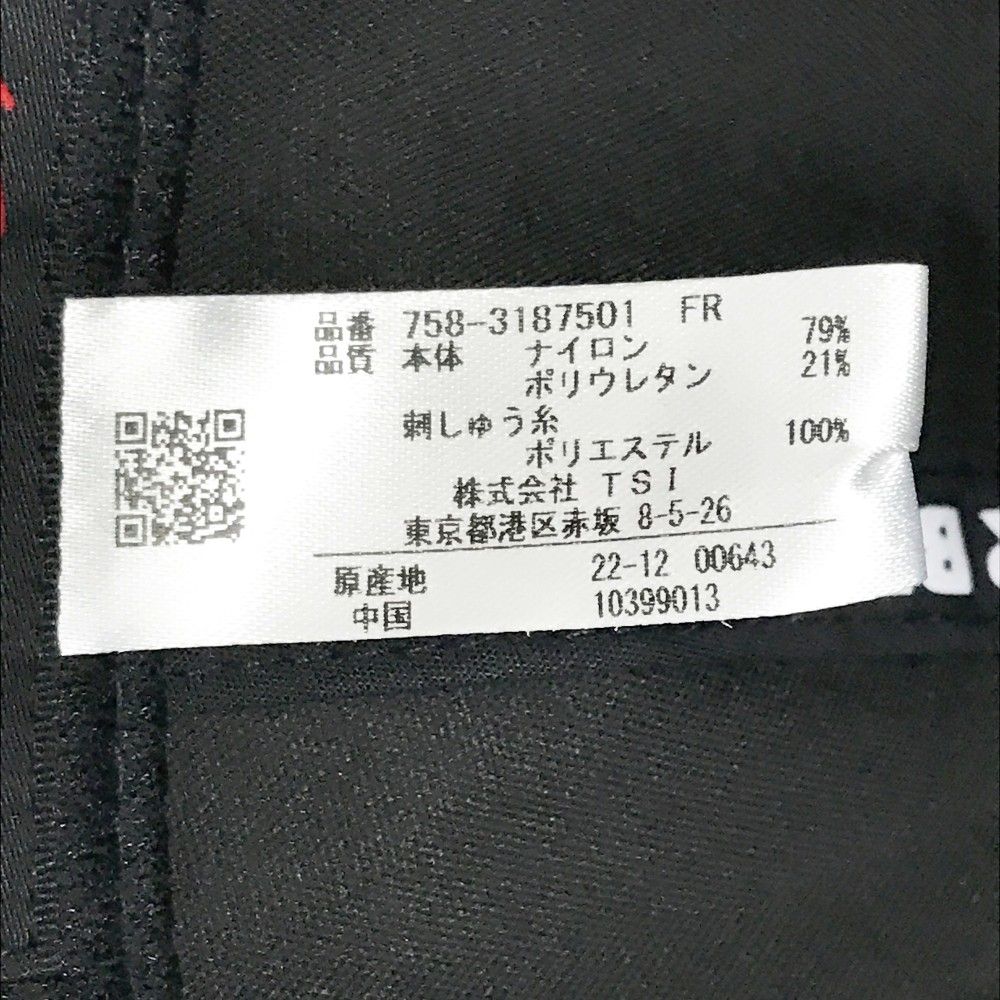 品番 758-3187501 FR
品質 本体 ナイロン 79%
ポリウレタン 21%
刺しゅう糸
ポリエステル 100%
株式会社 TSI
東京都港区赤坂 8-5-26
原産地 22-12 00643
中国 10399013